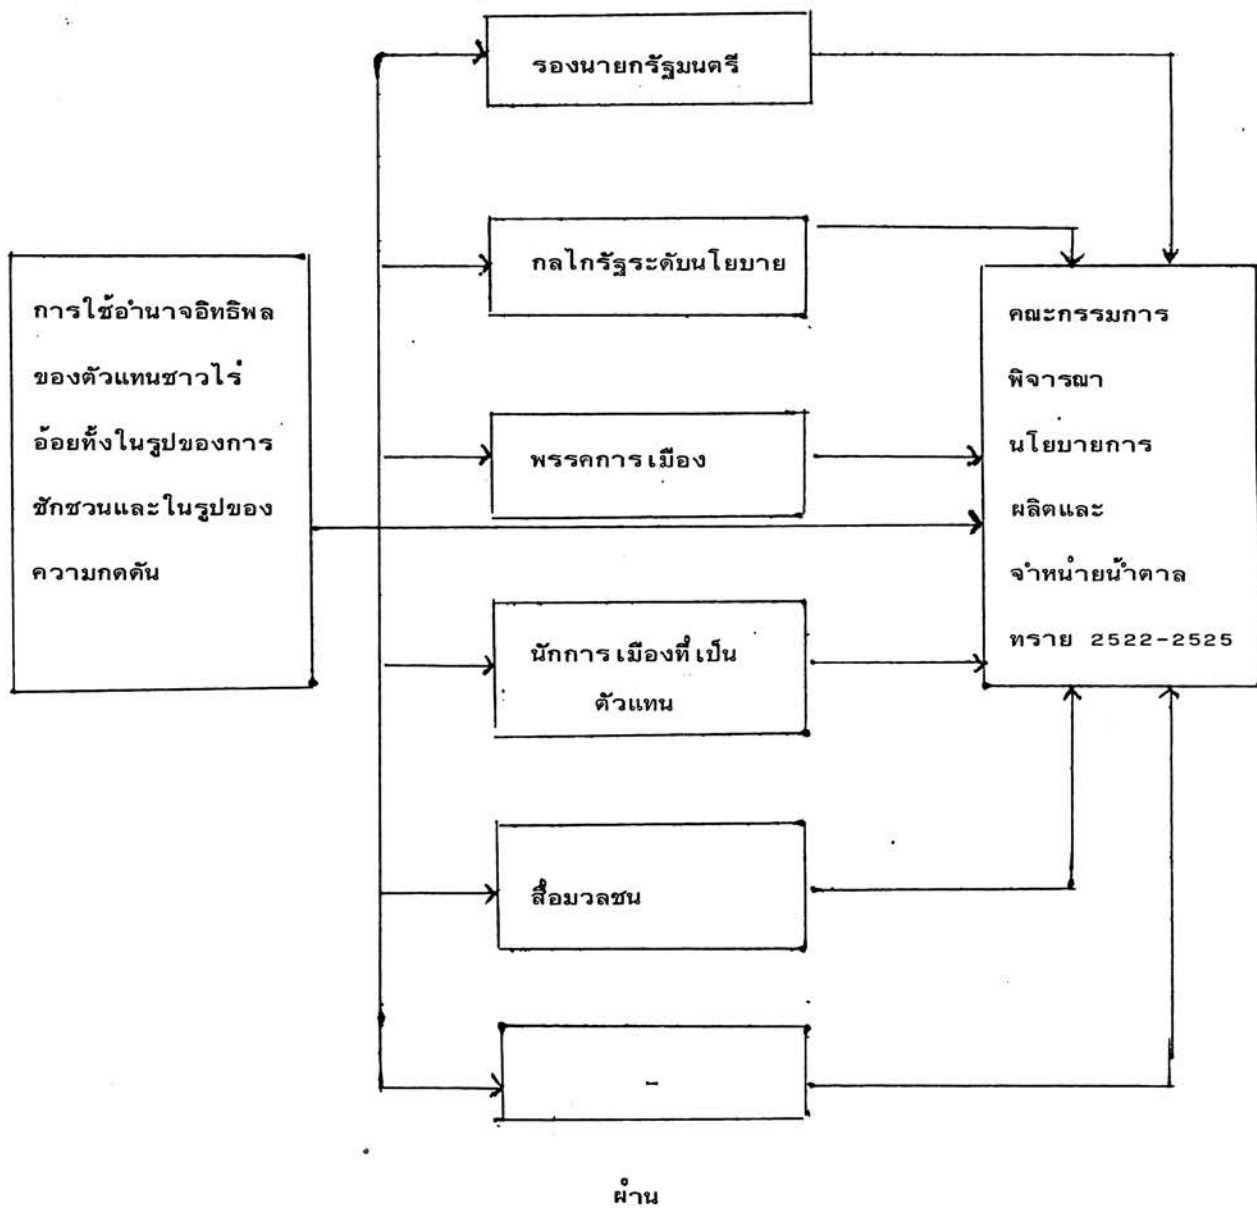 รองนายกรัฐมนตรี
กลไกรัฐระดับนโยบาย
การใช้อำนาจอิทธิพล
ของตัวแทนชาวไร่
อ้อยทั้งในรูปของการ
ชักชวนและในรูปของ
ความกดดัน
พรรคการเมือง
นักการเมืองที่เป็น
ตัวแทน
สื่อมวลชน
-
คณะกรรมการ
พิจารณา
นโยบายการ
ผลิตและ
จำหน่ายน้ำตาล
ทราย 2522-2525
ผ่าน